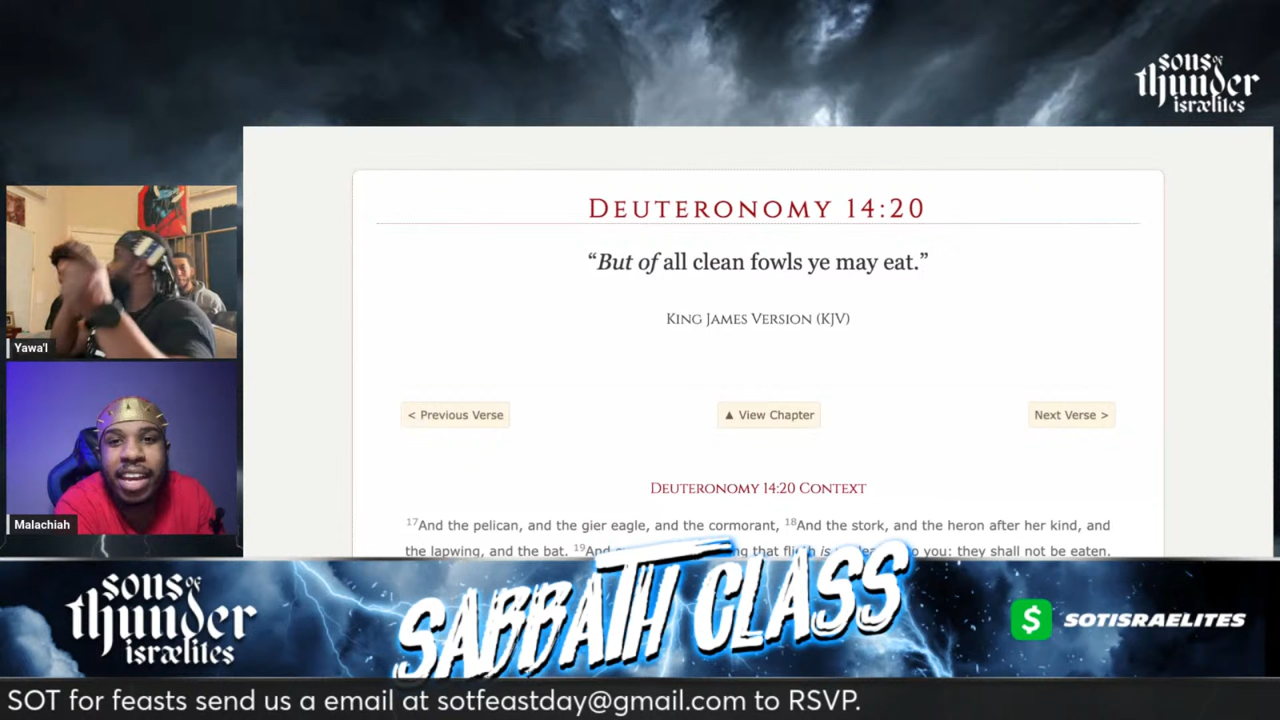 sons of
thunder
israelites
DEUTERONOMY 14:20
“But of all clean fowls ye may eat.”
KING JAMES VERSION (KJV)
< Previous Verse
▲ View Chapter
Next Verse >
DEUTERONOMY 14:20 CONTEXT
17And the pelican, and the gier eagle, and the cormorant, 18And the stork, and the heron after her kind, and
the lapwing, and the bat. 19And that is you: they shall not be eaten.
Yawa'l
Malachiah
sons of
thunder
israelites
SABBATH CLASS
$ SOTISRAELITES
SOT for feasts send us a email at sotfeastday@gmail.com to RSVP.